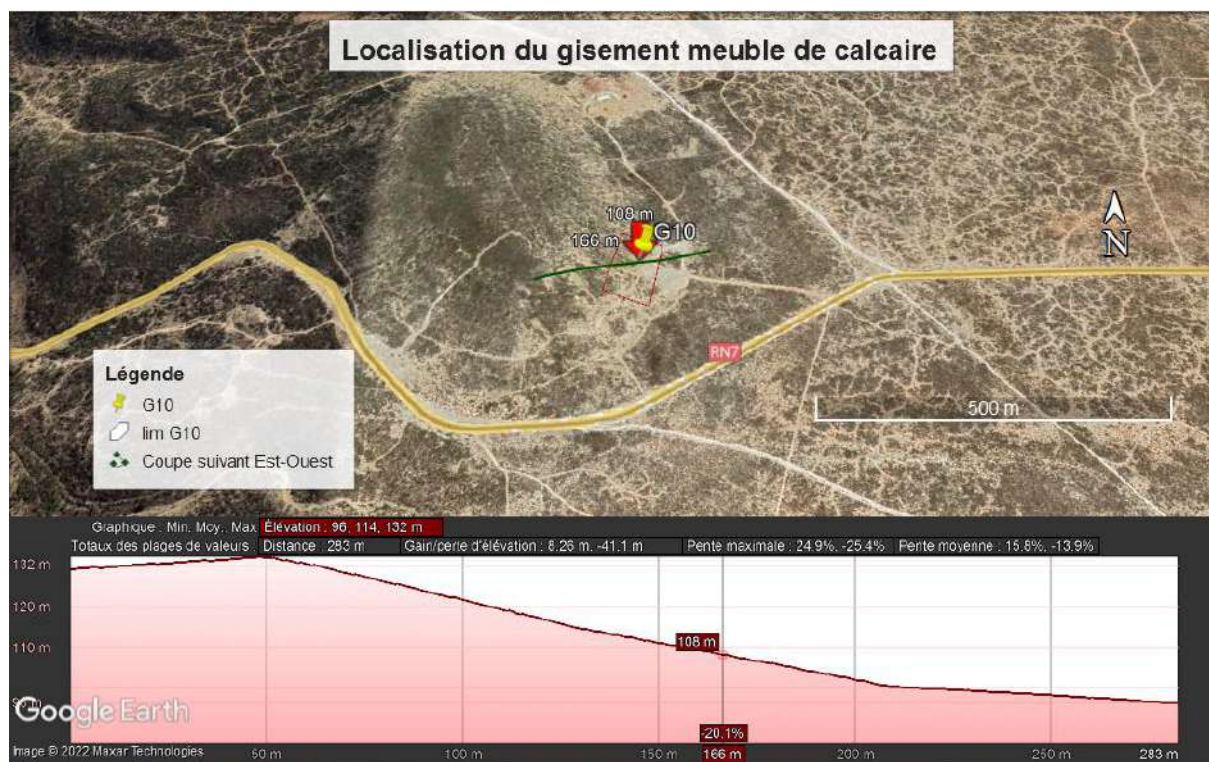 Localisation du gisement meuble de calcaire
108 m
166 m
G10
N
RN7
Légende
G10
lim G10
Coupe suivant Est-Ouest
500 m
Graphique : Min. Moy. Max Élévation : 96, 114, 132 m
Totaux des plages de valeurs Distance : 283 m Gain/perte d'élévation : 8.26 m, -41.1 m Pente maximale : 24.9%, -25.4% Pente moyenne : 15.8%, -13.9%
132 m
120 m
110 m
108 m
Google Earth
-20.1%
Image © 2022 Maxar Technologies
50 m
100 m
150 m
166 m
200 m
250 m
283 m